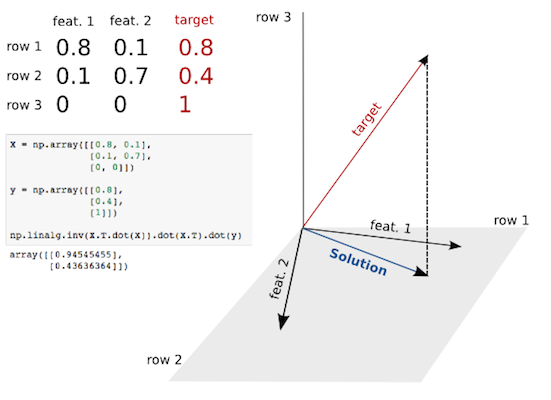 feat. 1 feat. 2 target
row 1 0.8 0.1 0.8
row 2 0.1 0.7 0.4
row 3 0 0 1
X = np.array([[0.8, 0.1],
[0.1, 0.7],
[0, 0]])
y = np.array([[0.8],
[0.4],
[1]])
np.linalg.inv(X.T.dot(X)).dot(X.T).dot(y)
array([[0.94545455],
[0.43636364]])
row 3
target
row 1
feat. 1
Solution
feat. 2
row 2